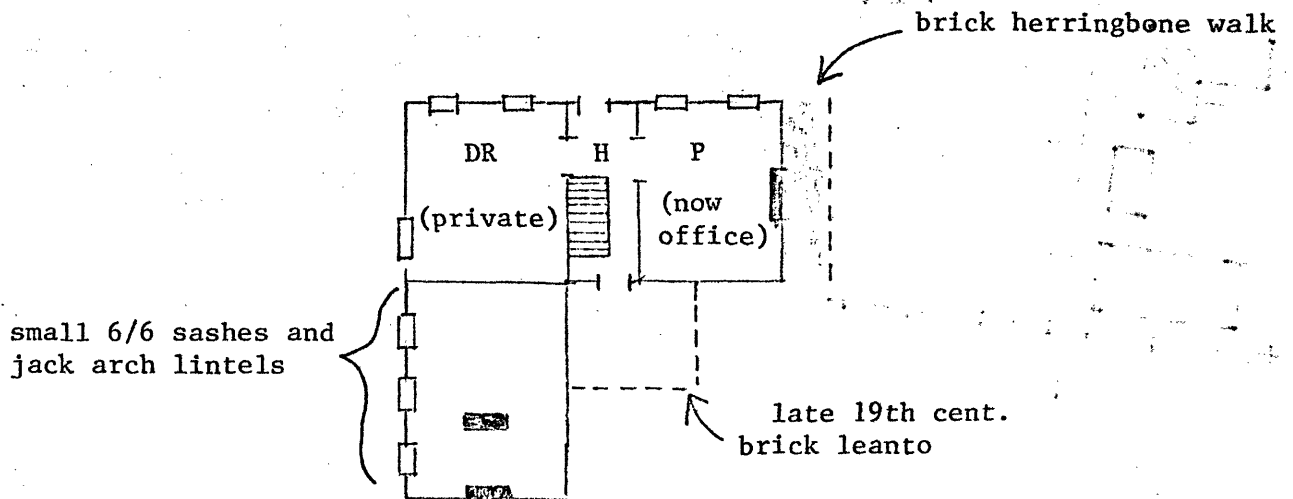 brick herringbone walk
DR H P
(private) (now
office)
small 6/6 sashes and
jack arch lintels
late 19th cent.
brick leanto